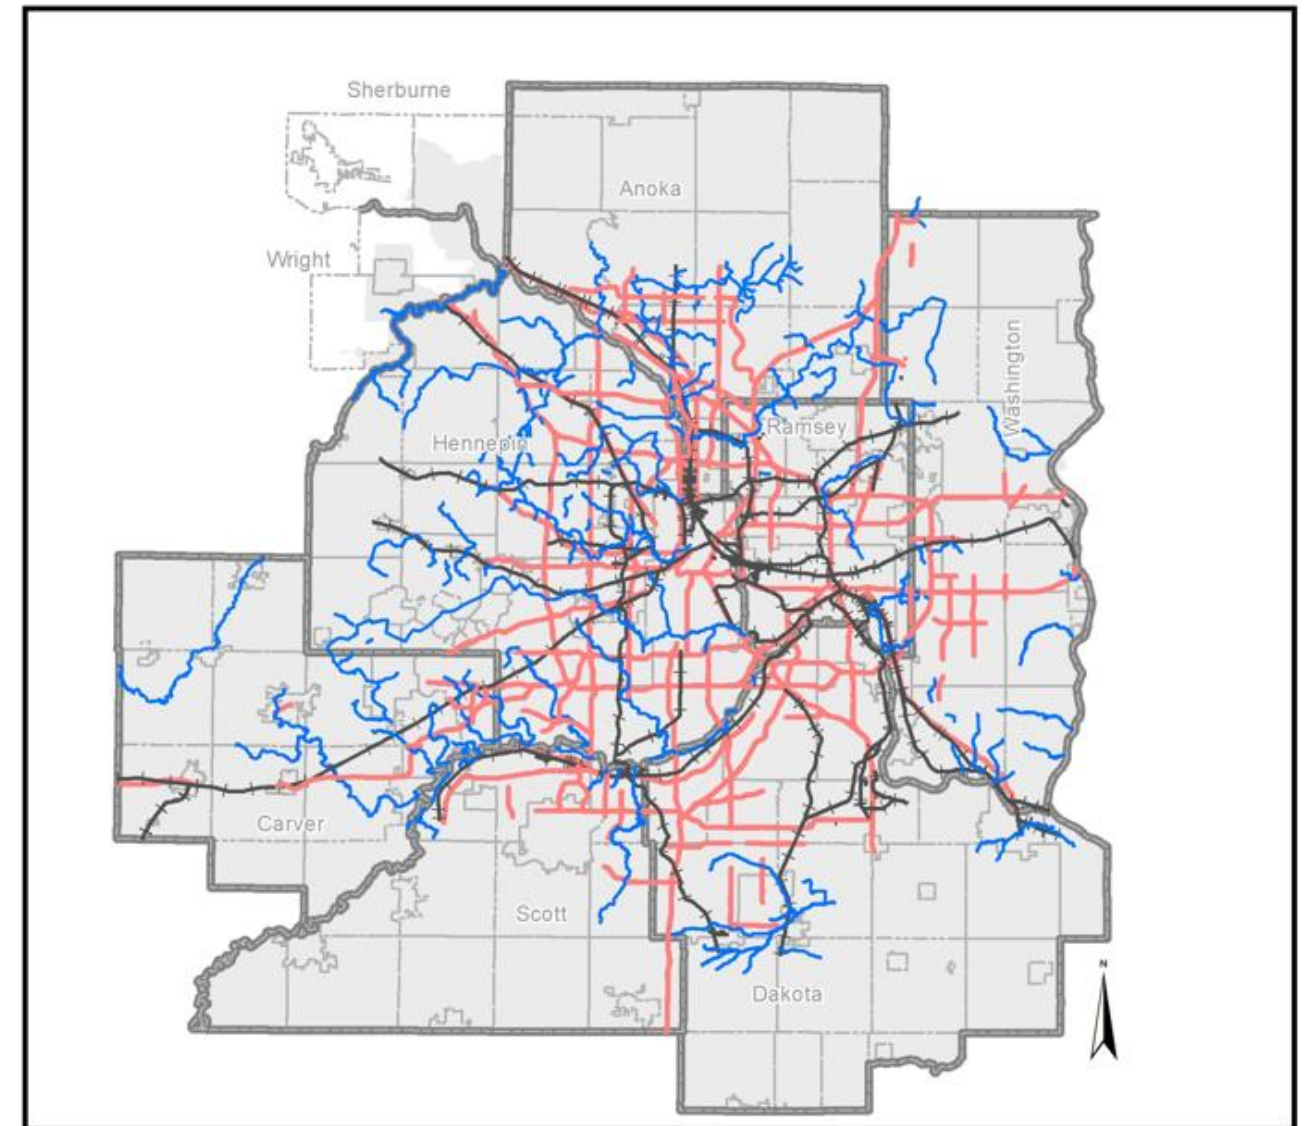 Sherburne
Anoka
Wright
Washington
Ramsey
Hennepin
Carver
Scott
N
Dakota